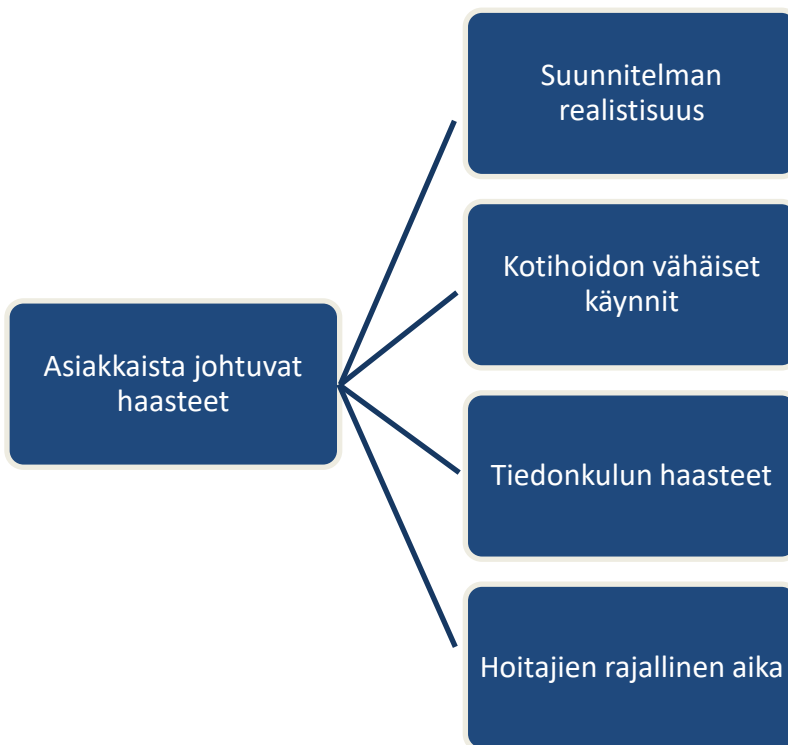 Suunnitelman
realistisuus
Kotihoidon vähäiset
käynnit
Asiakkaista johtuvat
haasteet
Tiedonkulun haasteet
Hoitajien rajallinen aika